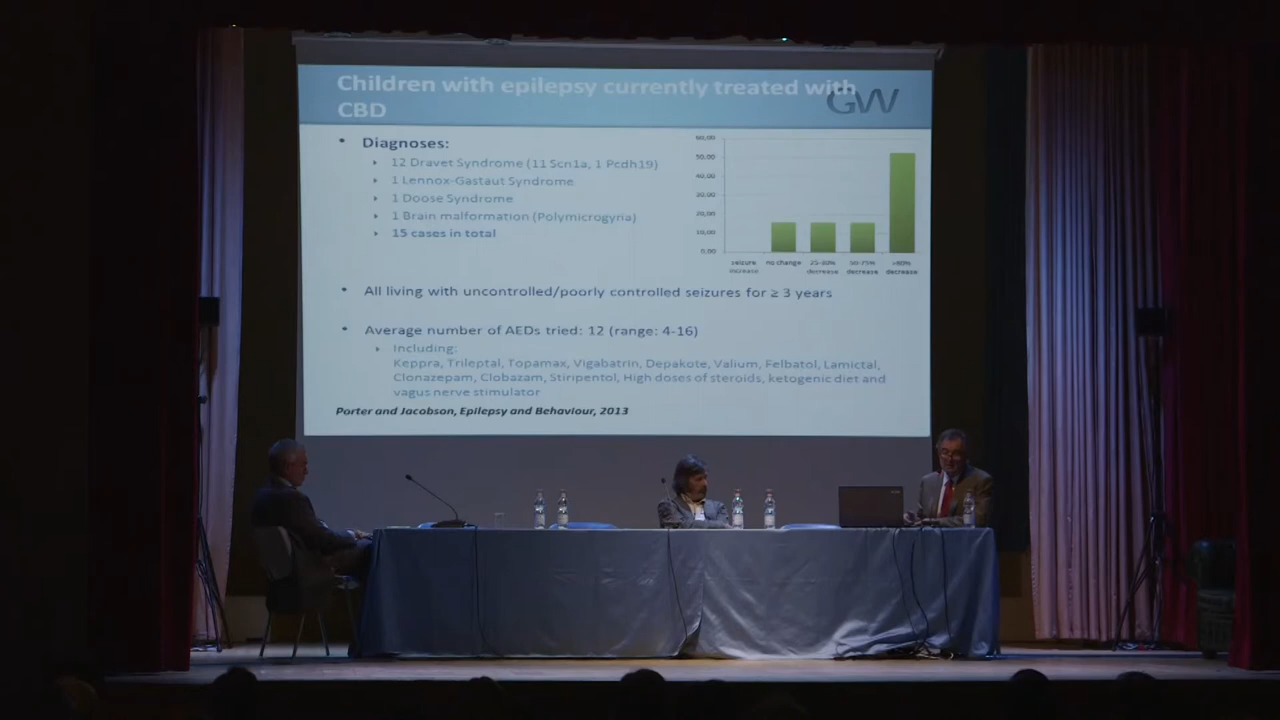 Children with epilepsy currently treated with
CBD
GW
• Diagnoses:
12 Dravet Syndrome (11 Scn1a, 1 Pcdh19)
1 Lennox-Gastaut Syndrome
1 Doose Syndrome
1 Brain malformation (Polymicrogyria)
15 cases in total
60,00
50,00
40,00
30,00
20,00
10,00
0,00
seizure increase
no change
decrease
50-75% decrease
>80% decrease
• All living with uncontrolled/poorly controlled seizures for ≥ 3 years
• Average number of AEDs tried: 12 (range: 4-16)
Including:
Keppra, Trileptal, Topamax, Vigabatrin, Depakote, Valium, Felbatol, Lamictal,
Clonazepam, Clobazam, Stiripentol, High doses of steroids, ketogenic diet and
vagus nerve stimulator
Porter and Jacobson, Epilepsy and Behaviour, 2013